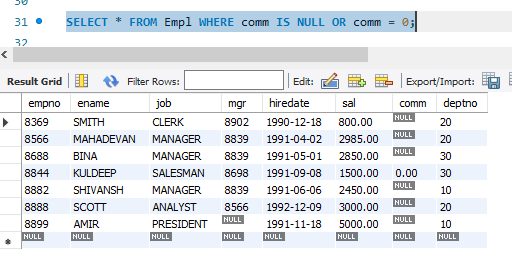 30
31 SELECT * FROM Empl WHERE comm IS NULL OR comm = 0;
32
Result Grid Filter Rows: Edit: Export/Import:
empno ename job mgr hiredate sal comm deptno
8369 SMITH CLERK 8902 1990-12-18 800.00 NULL 20
8566 MAHADEVAN MANAGER 8839 1991-04-02 2985.00 NULL 20
8688 BINA MANAGER 8839 1991-05-01 2850.00 NULL 30
8844 KULDEEP SALESMAN 8698 1991-09-08 1500.00 0.00 30
8882 SHIVANSH MANAGER 8839 1991-06-06 2450.00 NULL 10
8888 SCOTT ANALYST 8566 1992-12-09 3000.00 NULL 20
8899 AMIR PRESIDENT NULL 1991-11-18 5000.00 NULL 10
NULL NULL NULL NULL NULL NULL NULL NULL